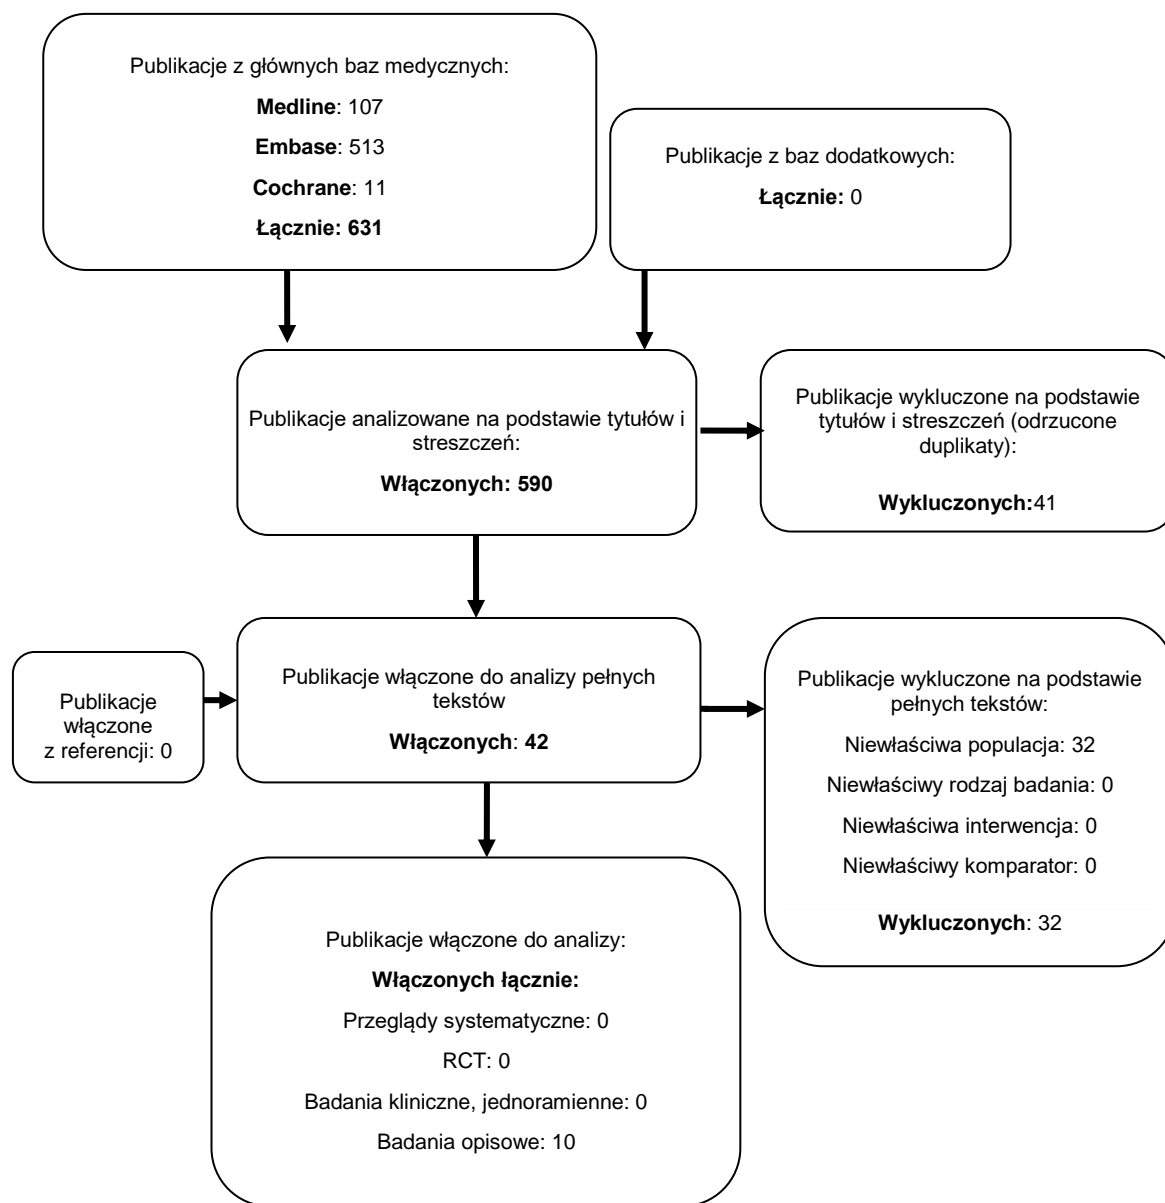 Publikacje z głównych baz medycznych:
Medline: 107
Embase: 513
Cochrane: 11
Łącznie: 631
Publikacje z baz dodatkowych:
Łącznie: 0
Publikacje analizowane na podstawie tytułów i
streszczeń:
Włączonych: 590
Publikacje wykluczone na podstawie
tytułów i streszczeń (odrzucone
duplikaty):
Wykluczonych:41
Publikacje
włączone
z referencji: 0
Publikacje włączone do analizy pełnych
tekstów
Włączonych: 42
Publikacje wykluczone na podstawie
pełnych tekstów:
Niewłaściwa populacja: 32
Niewłaściwy rodzaj badania: 0
Niewłaściwa interwencja: 0
Niewłaściwy komparator: 0
Wykluczonych: 32
Publikacje włączone do analizy:
Włączonych łącznie:
Przeglądy systematyczne: 0
RCT: 0
Badania kliniczne, jednoramienne: 0
Badania opisowe: 10